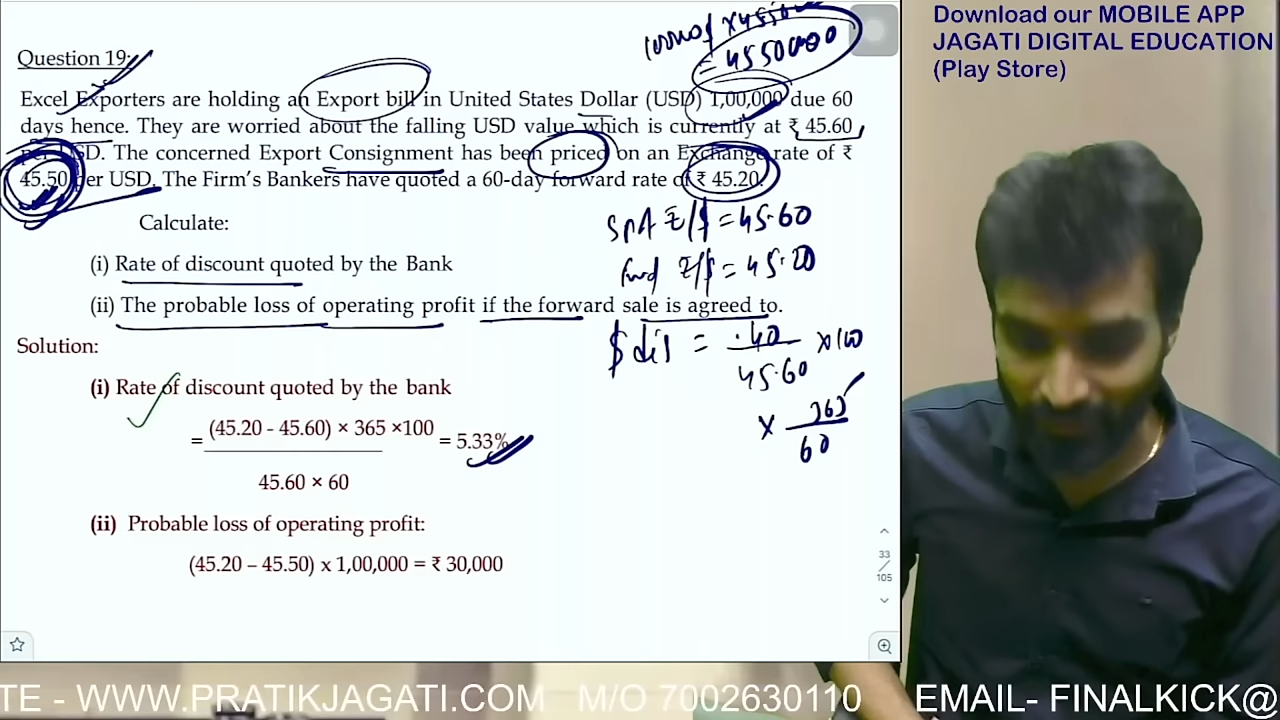 Download our MOBILE APP
JAGATI DIGITAL EDUCATION
(Play Store)
= 4550000
Question 19:
Excel Exporters are holding an Export bill in United States Dollar (USD) 1,00,000 due 60
days hence. They are worried about the falling USD value which is currently at ₹ 45.60
per USD. The concerned Export Consignment has been priced on an Exchange rate of ₹
45.50 per USD. The Firm's Bankers have quoted a 60-day forward rate of ₹ 45.20.
Calculate:
(i) Rate of discount quoted by the Bank
(ii) The probable loss of operating profit if the forward sale is agreed to.
₹/$ = 45.60
₹/$ = 45.20
$ dis = .40 × 100
45.60
× 365
60
Solution:
(i) Rate of discount quoted by the bank
= (45.20 - 45.60) × 365 ×100 = 5.33%
45.60 × 60
(ii) Probable loss of operating profit:
(45.20 – 45.50) x 1,00,000 = ₹ 30,000
33
/
105
TE - WWW.PRATIKJAGATI.COM M/O 7002630110 EMAIL- FINALKICK@